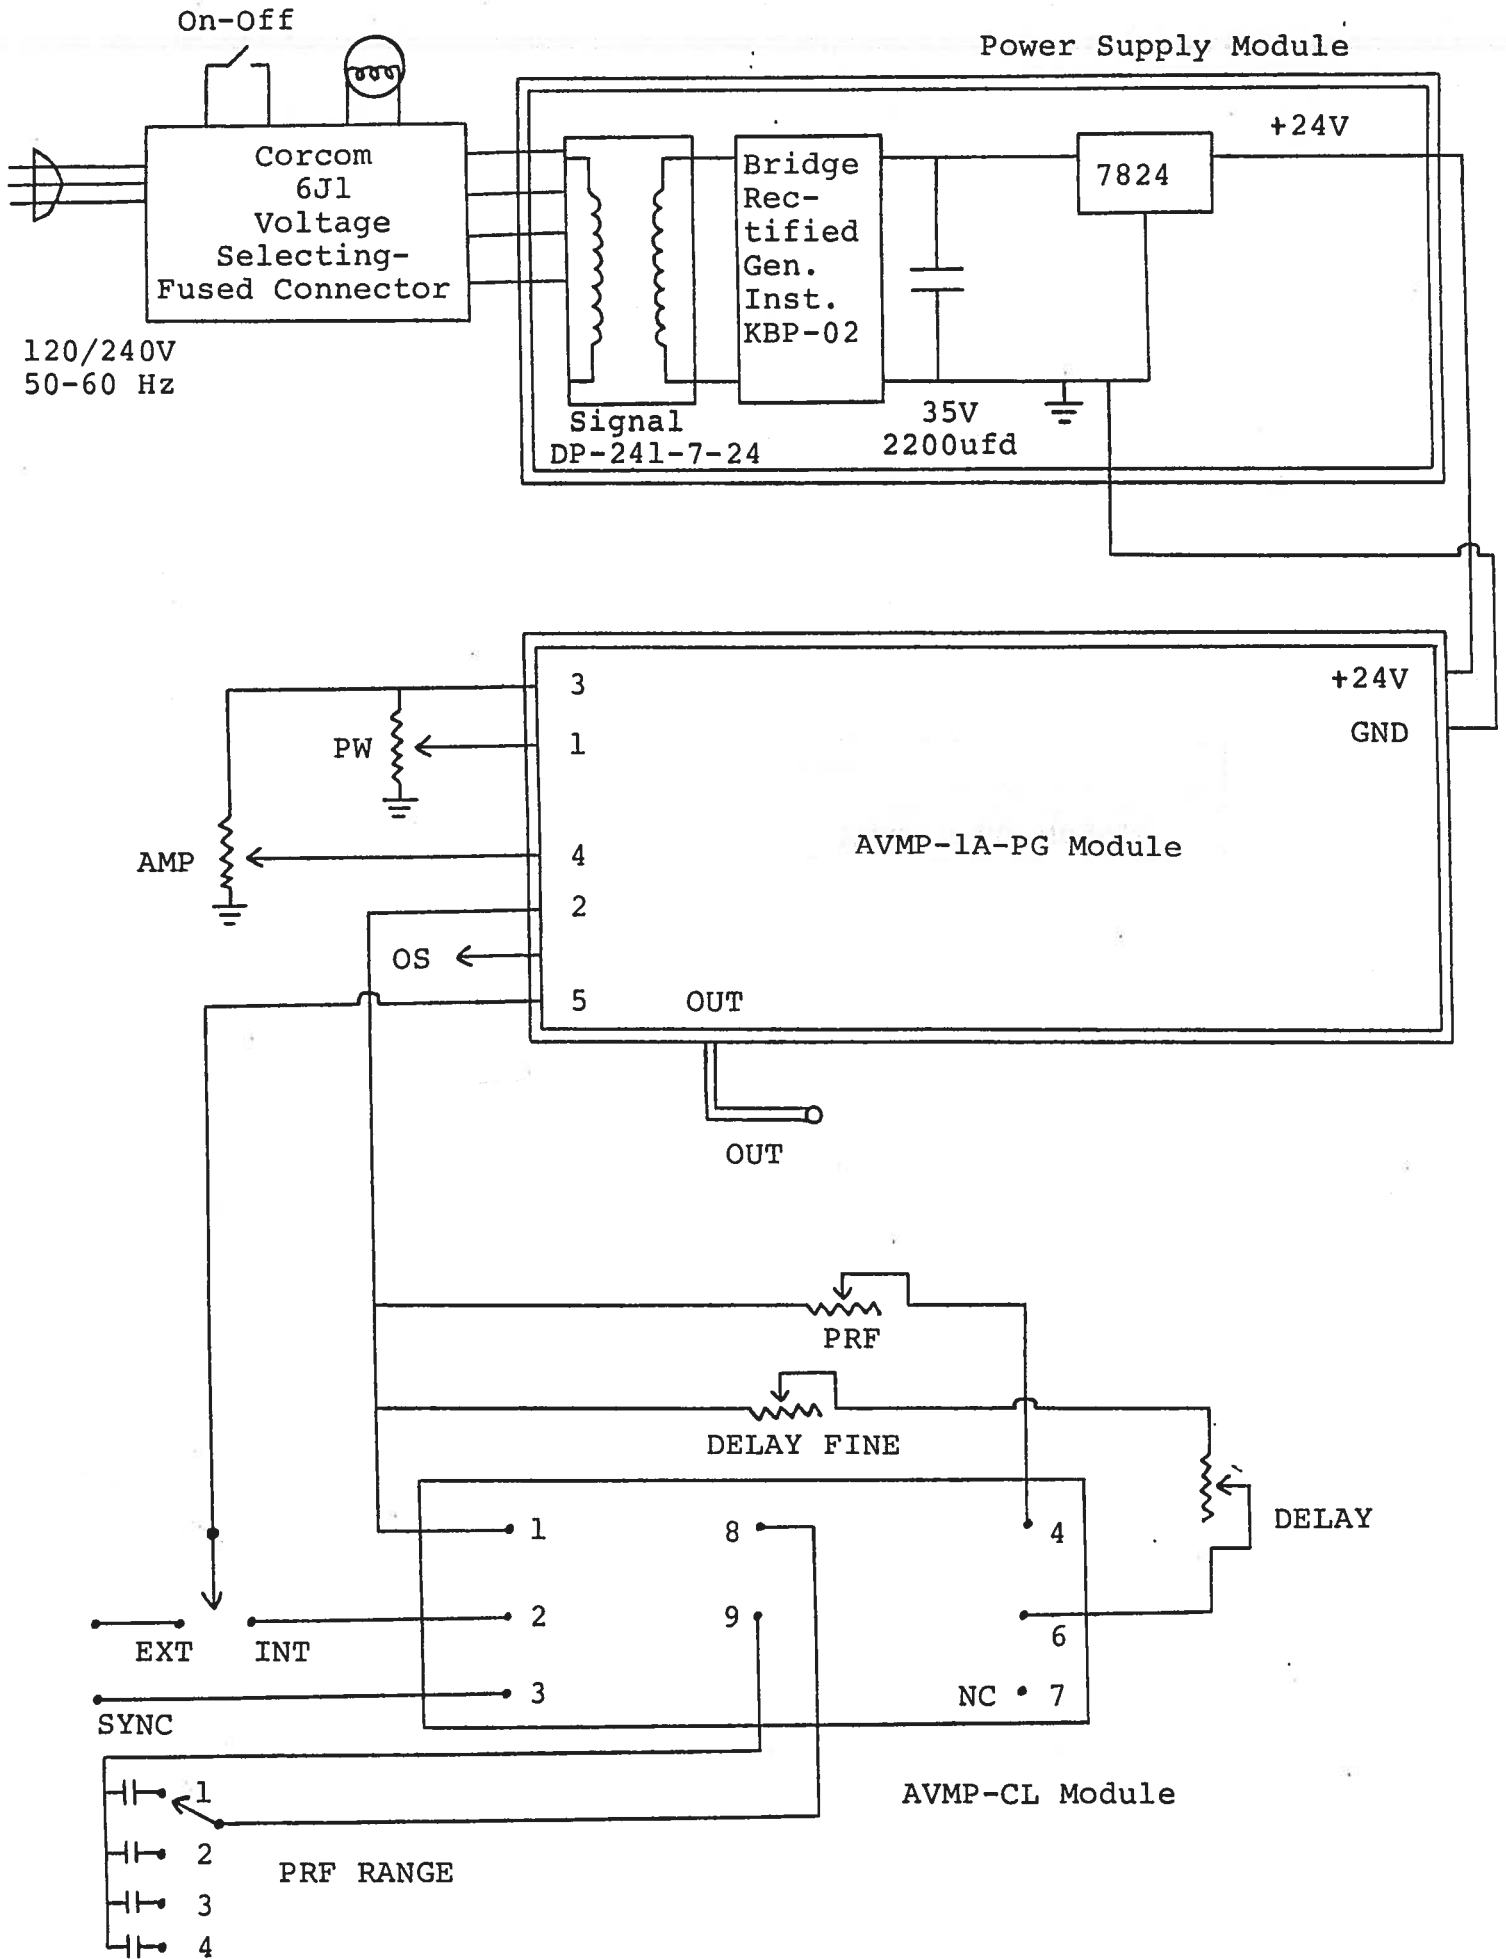 On-Off
Power Supply Module
Corcom
6J1
Voltage
Selecting-
Fused Connector
120/240V
50-60 Hz
Bridge
Rec-
tified
Gen.
Inst.
KBP-02
7824
+24V
Signal
DP-241-7-24
35V
2200ufd
3
+24V
PW
1
GND
AMP
4
AVMP-1A-PG Module
2
OS
5
OUT
OUT
PRF
DELAY FINE
DELAY
1
8
4
2
9
6
EXT
INT
3
NC
7
SYNC
AVMP-CL Module
1
2
3
4
PRF RANGE